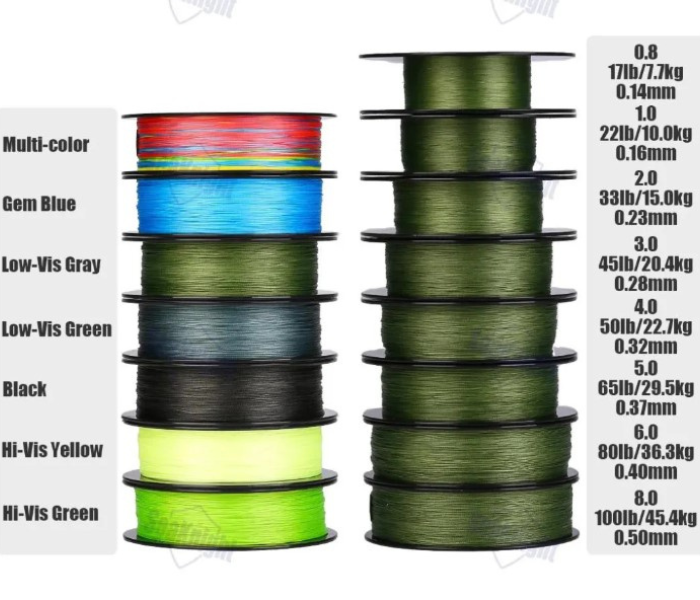 Multi-color
Gem Blue
Low-Vis Gray
Low-Vis Green
Black
Hi-Vis Yellow
Hi-Vis Green
0.8
17lb/7.7kg
0.14mm
1.0
22lb/10.0kg
0.16mm
2.0
33lb/15.0kg
0.23mm
3.0
45lb/20.4kg
0.28mm
4.0
50lb/22.7kg
0.32mm
5.0
65lb/29.5kg
0.37mm
6.0
80lb/36.3kg
0.40mm
8.0
100lb/45.4kg
0.50mm